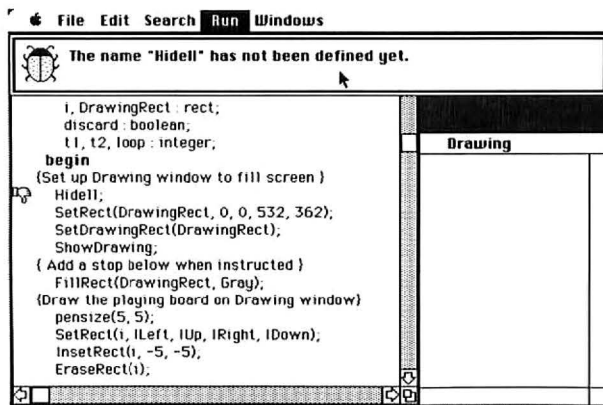 File Edit Search Run Windows
The name "Hidell" has not been defined yet.
i, DrawingRect : rect;
discard : boolean;
t1, t2, loop : integer;
begin
{Set up Drawing window to fill screen }
Hidell;
SetRect(DrawingRect, 0, 0, 532, 362);
SetDrawingRect(DrawingRect);
ShowDrawing;
{ Add a stop below when instructed }
FillRect(DrawingRect, Gray);
{Draw the playing board on Drawing window}
pensize(5, 5);
SetRect(i, lLeft, lUp, lRight, lDown);
InsetRect(i, -5, -5);
EraseRect(i);
Drawing